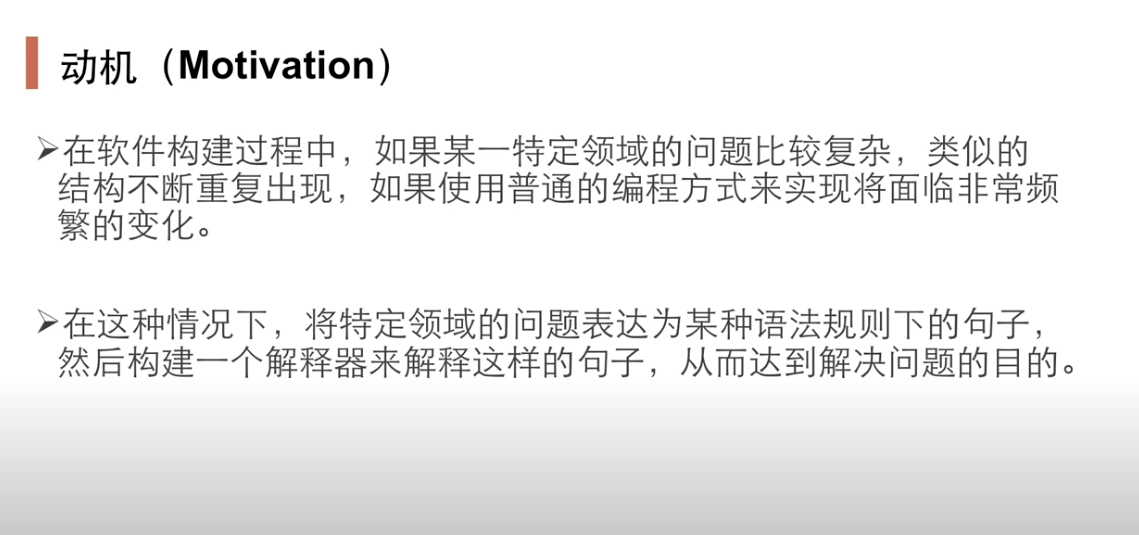 动机（Motivation）
➢在软件构建过程中，如果某一特定领域的问题比较复杂，类似的
结构不断重复出现，如果使用普通的编程方式来实现将面临非常频
繁的变化。
➢在这种情况下，将特定领域的问题表达为某种语法规则下的句子，
然后构建一个解释器来解释这样的句子，从而达到解决问题的目的。